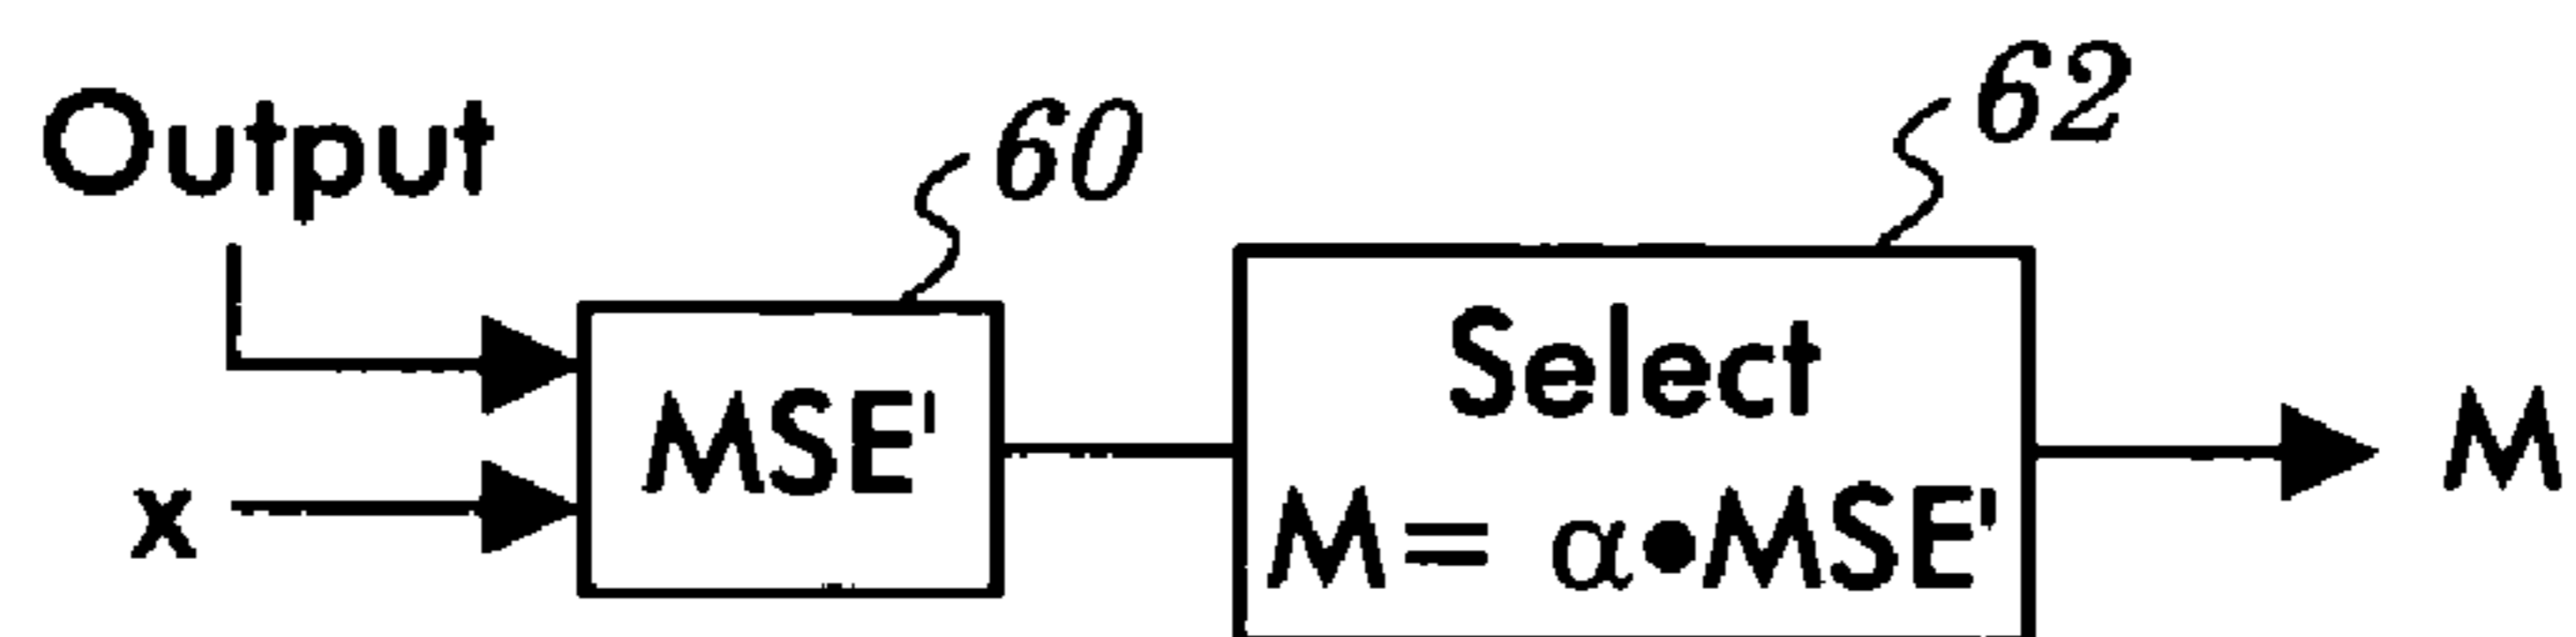 Output
60
62
x
MSE'
Select
M= α•MSE'
M